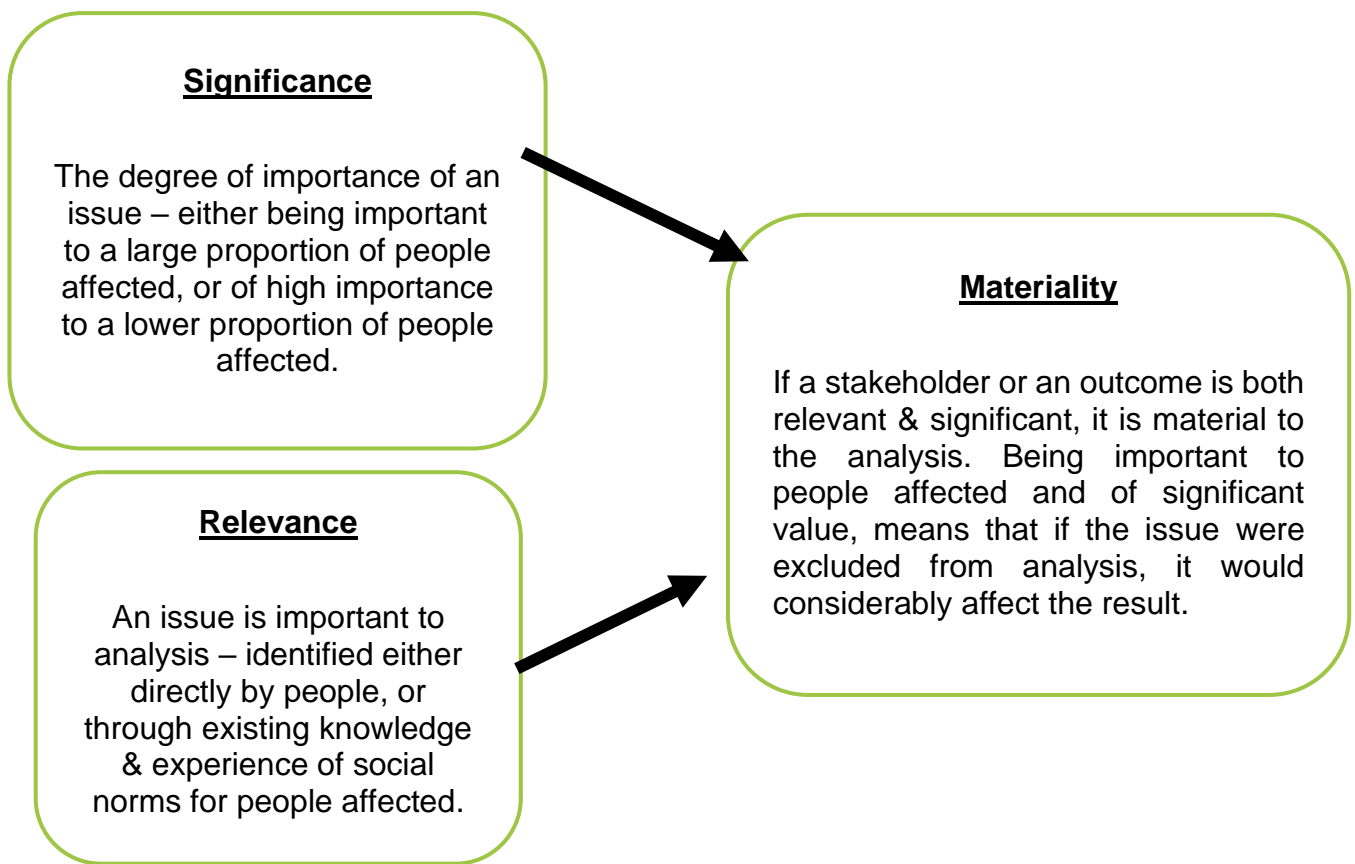 Significance
The degree of importance of an
issue – either being important
to a large proportion of people
affected, or of high importance
to a lower proportion of people
affected.
Relevance
An issue is important to
analysis – identified either
directly by people, or
through existing knowledge
& experience of social
norms for people affected.
Materiality
If a stakeholder or an outcome is both
relevant & significant, it is material to
the analysis. Being important to
people affected and of significant
value, means that if the issue were
excluded from analysis, it would
considerably affect the result.